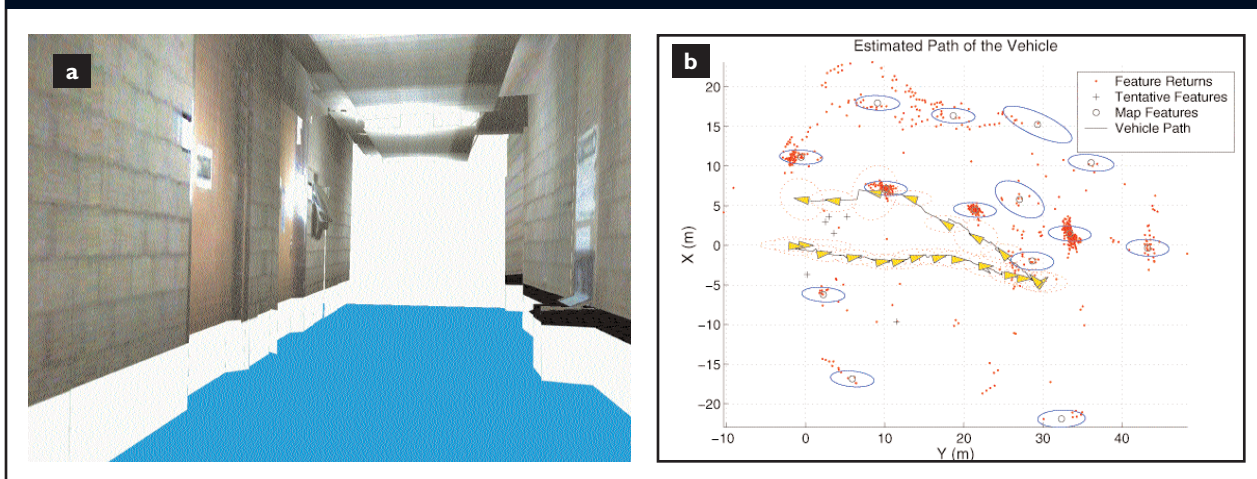 a
b
Estimated Path of the Vehicle
Feature Returns
Tentative Features
Map Features
Vehicle Path
X (m)
20
15
10
5
0
−5
−10
−15
−20
−10 0 10 20 30 40
Y (m)